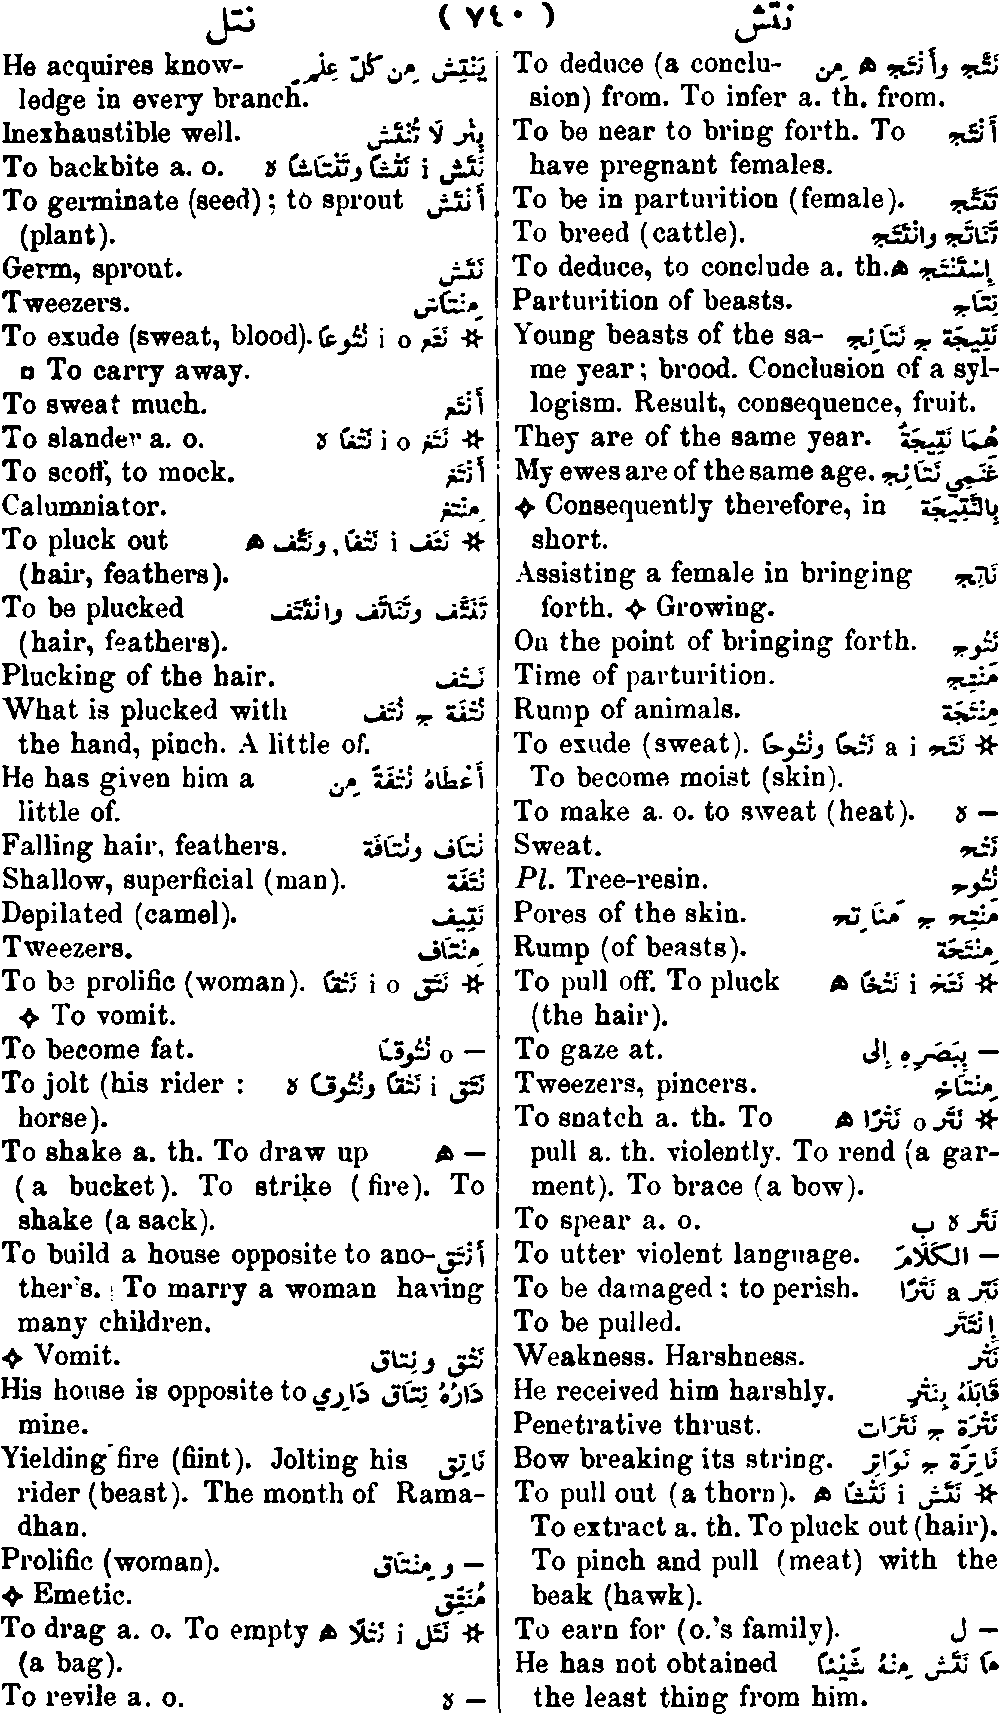 نتش ( ٧٤٠ ) نتل
To deduce (a conclu- نَتَّج وأَنْتَج ه مِن
sion) from. To infer a. th. from.
To be near to bring forth. To أَنْتَج
have pregnant females.
To be in parturition (female). تَنَتَّج
To breed (cattle). تَنَاتَج وانْتَتَج
To deduce, to conclude a. th. إِسْتَنْتَج ه
Parturition of beasts. نِتَاج
Young beasts of the sa- نَتِيجَة ج نَتَائِج
me year; brood. Conclusion of a syl-
logism. Result, consequence, fruit.
They are of the same year. هُمَا نَتِيجَةٌ
My ewes are of the same age. غَنَمِي نَتَائِج
✧ Consequently therefore, in بِالنَّتِيجَة
short.
Assisting a female in bringing نَاتِج
forth. ✧ Growing.
On the point of bringing forth. نَتُوج
Time of parturition. مَنْتِج
Rump of animals. مِنْتَجَة
To exude (sweat). ✲ نَتَح a i نَتْحًا ونُتُوحًا
To become moist (skin).
To make a. o. to sweat (heat). — ه
Sweat. نَتْح
Pl. Tree-resin. نُتُوح
Pores of the skin. مَنْتِح ج مَنَاتِح
Rump (of beasts). مِنْتَحَة
To pull off. To pluck ✲ نَتَخ i نَتْخًا ه
(the hair).
To gaze at. — بِبَصَرِهِ إِلى
Tweezers, pincers. مِنْتَاخ
To snatch a. th. To ✲ نَتَر o نَتْرًا ه
pull a. th. violently. To rend (a gar-
ment). To brace (a bow).
To spear a. o. نَتَّر ه ب
To utter violent language. — الكَلَامَ
To be damaged; to perish. نَتِر a نَتَرًا
To be pulled. إِنْتَتَر
Weakness. Harshness. نَتْر
He received him harshly. قَابَلَهُ بِنَتْرٍ
Penetrative thrust. نَتْرَة ج نَتَرَات
Bow breaking its string. نَاتِرَة ج نَوَاتِر
To pull out (a thorn). ✲ نَتَش i نَتْشًا ه
To extract a. th. To pluck out (hair).
To pinch and pull (meat) with the
beak (hawk).
To earn for (o.'s family). — ل
He has not obtained مَا نَتَش مِنْهُ شَيْئًا
the least thing from him.
He acquires know- يَنْتِش مِن كُلِّ عِلْمٍ
ledge in every branch.
Inexhaustible well. بِئْر لَا تُنْتَش
To backbite a. o. نَتَش i نَتْشًا وتَنْتَاشًا ه
To germinate (seed); to sprout أَنْتَش
(plant).
Germ, sprout. نَتَش
Tweezers. مِنْتَاش
To exude (sweat, blood). ✲ نَتَع i o نُتُوعًا
□ To carry away.
To sweat much. أَنْتَع
To slander a. o. ✲ نَتَغ i o نَتْغًا ه
To scoff, to mock. أَنْتَغ
Calumniator. مِنْتَغ
To pluck out ✲ نَتَف i نَتْفًا, ونَتَّف ه
(hair, feathers).
To be plucked تَنَتَّف وتَنَاتَف وانْتَتَف
(hair, feathers).
Plucking of the hair. نَتْف
What is plucked with نُتْفَة ج نُتَف
the hand, pinch. A little of.
He has given him a أَعْطَاهُ نُتْفَةً مِن
little of.
Falling hair, feathers. نُتَاف ونُتَافَة
Shallow, superficial (man). نُتَفَة
Depilated (camel). نَتِيف
Tweezers. مِنْتَاف
To be prolific (woman). ✲ نَتَق i o نَتْقًا
✧ To vomit.
To become fat. — o نُتُوقًا
To jolt (his rider : نَتَق i نَتْقًا ونُتُوقًا ه
horse).
To shake a. th. To draw up — ه
(a bucket). To strike (fire). To
shake (a sack).
To build a house opposite to ano- أَنْتَق
ther's. To marry a woman having
many children.
✧ Vomit. نَتْق ونِتَاق
His house is opposite to دَارُهُ نِتَاق دَارِي
mine.
Yielding fire (flint). Jolting his نَاتِق
rider (beast). The month of Rama-
dhan.
Prolific (woman). — ومِنْتَاق
✧ Emetic. مُنَتِّق
To drag a. o. To empty ✲ نَتَل i نَتْلًا ه
(a bag).
To revile a. o. — ه